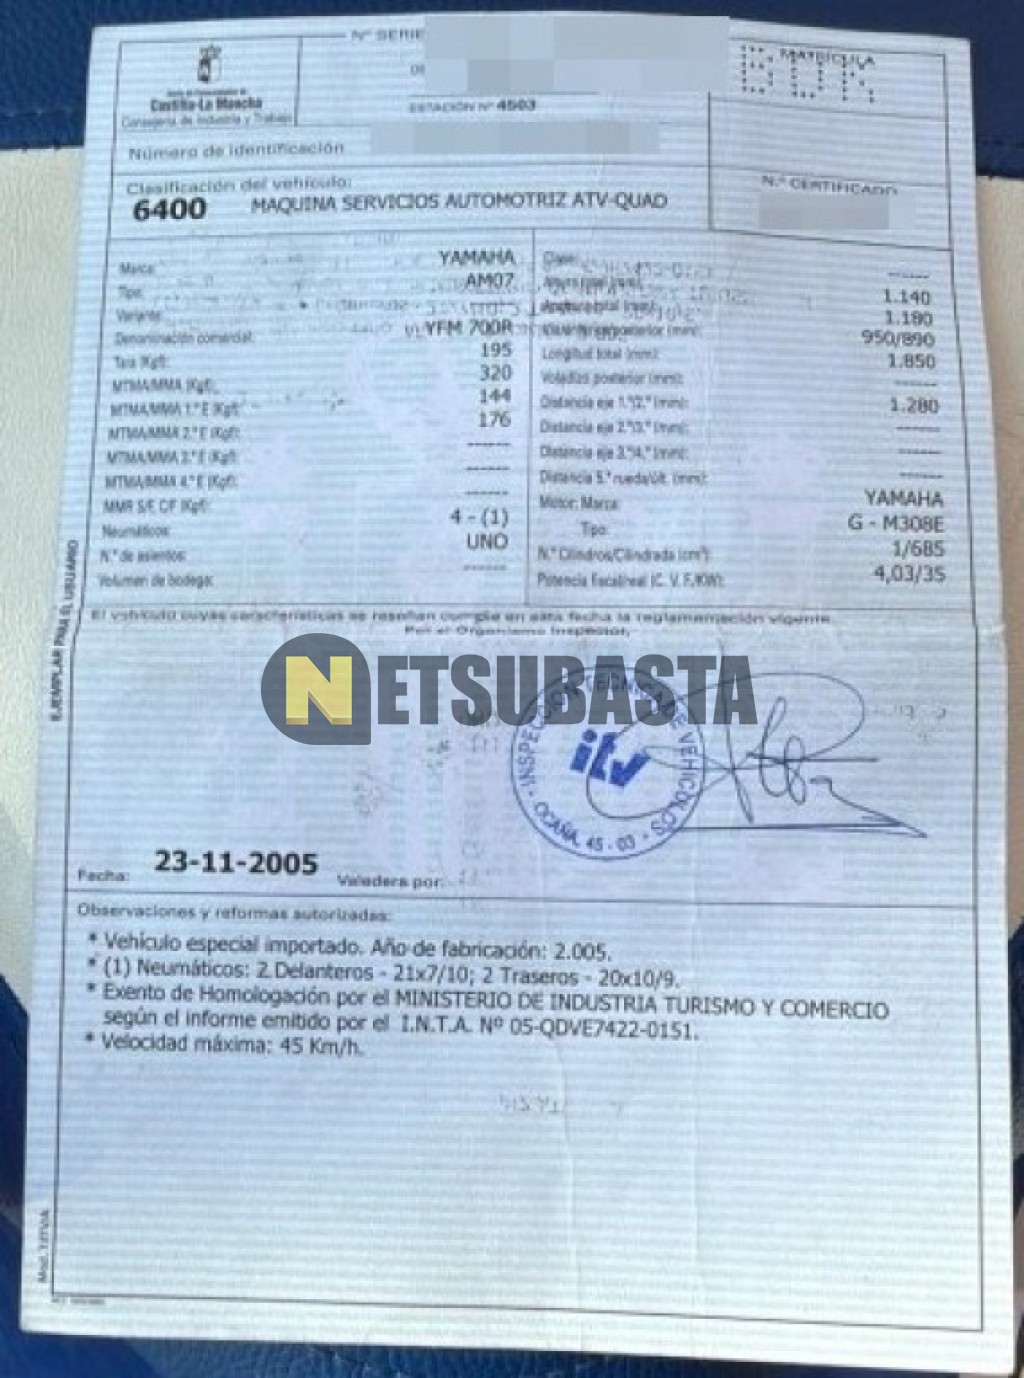 Nº SERIE
MATRICULA
Castilla-La Mancha
Consejería de Industria y Trabajo
ESTACIÓN Nº 4503
Número de identificación
Clasificación del vehículo:
Nº CERTIFICADO
6400 MAQUINA SERVICIOS AUTOMOTRIZ ATV-QUAD
Marca: YAMAHA
Tipo: AM07
Variante:
Denominación comercial: YFM 700R
Tara (Kgf): 195
MTMA/MMA (Kgf): 320
MTMA/MMA 1.º E (Kgf): 144
MTMA/MMA 2.º E (Kgf): 176
MTMA/MMA 3.º E (Kgf): ------
MTMA/MMA 4.º E (Kgf): ------
MMR S/F CF (Kgf): ------
Neumáticos: 4 - (1)
N.º de asientos: UNO
Volumen de bodega: ------
Clase: ------
1.140
Anchura total (mm): 1.180
950/890
Longitud total (mm): 1.850
Voladizo posterior (mm): ------
Distancia eje 1.º/2.º (mm): 1.280
Distancia eje 2.º/3.º (mm): ------
Distancia eje 3.º/4.º (mm): ------
Distancia 5.ª rueda/últ. (mm): ------
Motor: Marca: YAMAHA
Tipo: G - M308E
N.º Cilindros/Cilindrada (cm³): 1/685
Potencia fiscal/real (C. V. F./KW): 4,03/35
El vehículo cuyas características se reseñan cumple en esta fecha la reglamentación vigente.
Por el Organismo Inspector,
NETSUBASTA
INSPECCION TECNICA DE VEHICULOS
itv
OCAÑA. 45 - 03
Fecha: 23-11-2005 Valedera por:
Observaciones y reformas autorizadas:
* Vehículo especial importado. Año de fabricación: 2.005.
* (1) Neumáticos: 2 Delanteros - 21x7/10; 2 Traseros - 20x10/9.
* Exento de Homologación por el MINISTERIO DE INDUSTRIA TURISMO Y COMERCIO
según el informe emitido por el I.N.T.A. Nº 05-QDVE7422-0151.
* Velocidad máxima: 45 Km/h.
EJEMPLAR PARA EL USUARIO